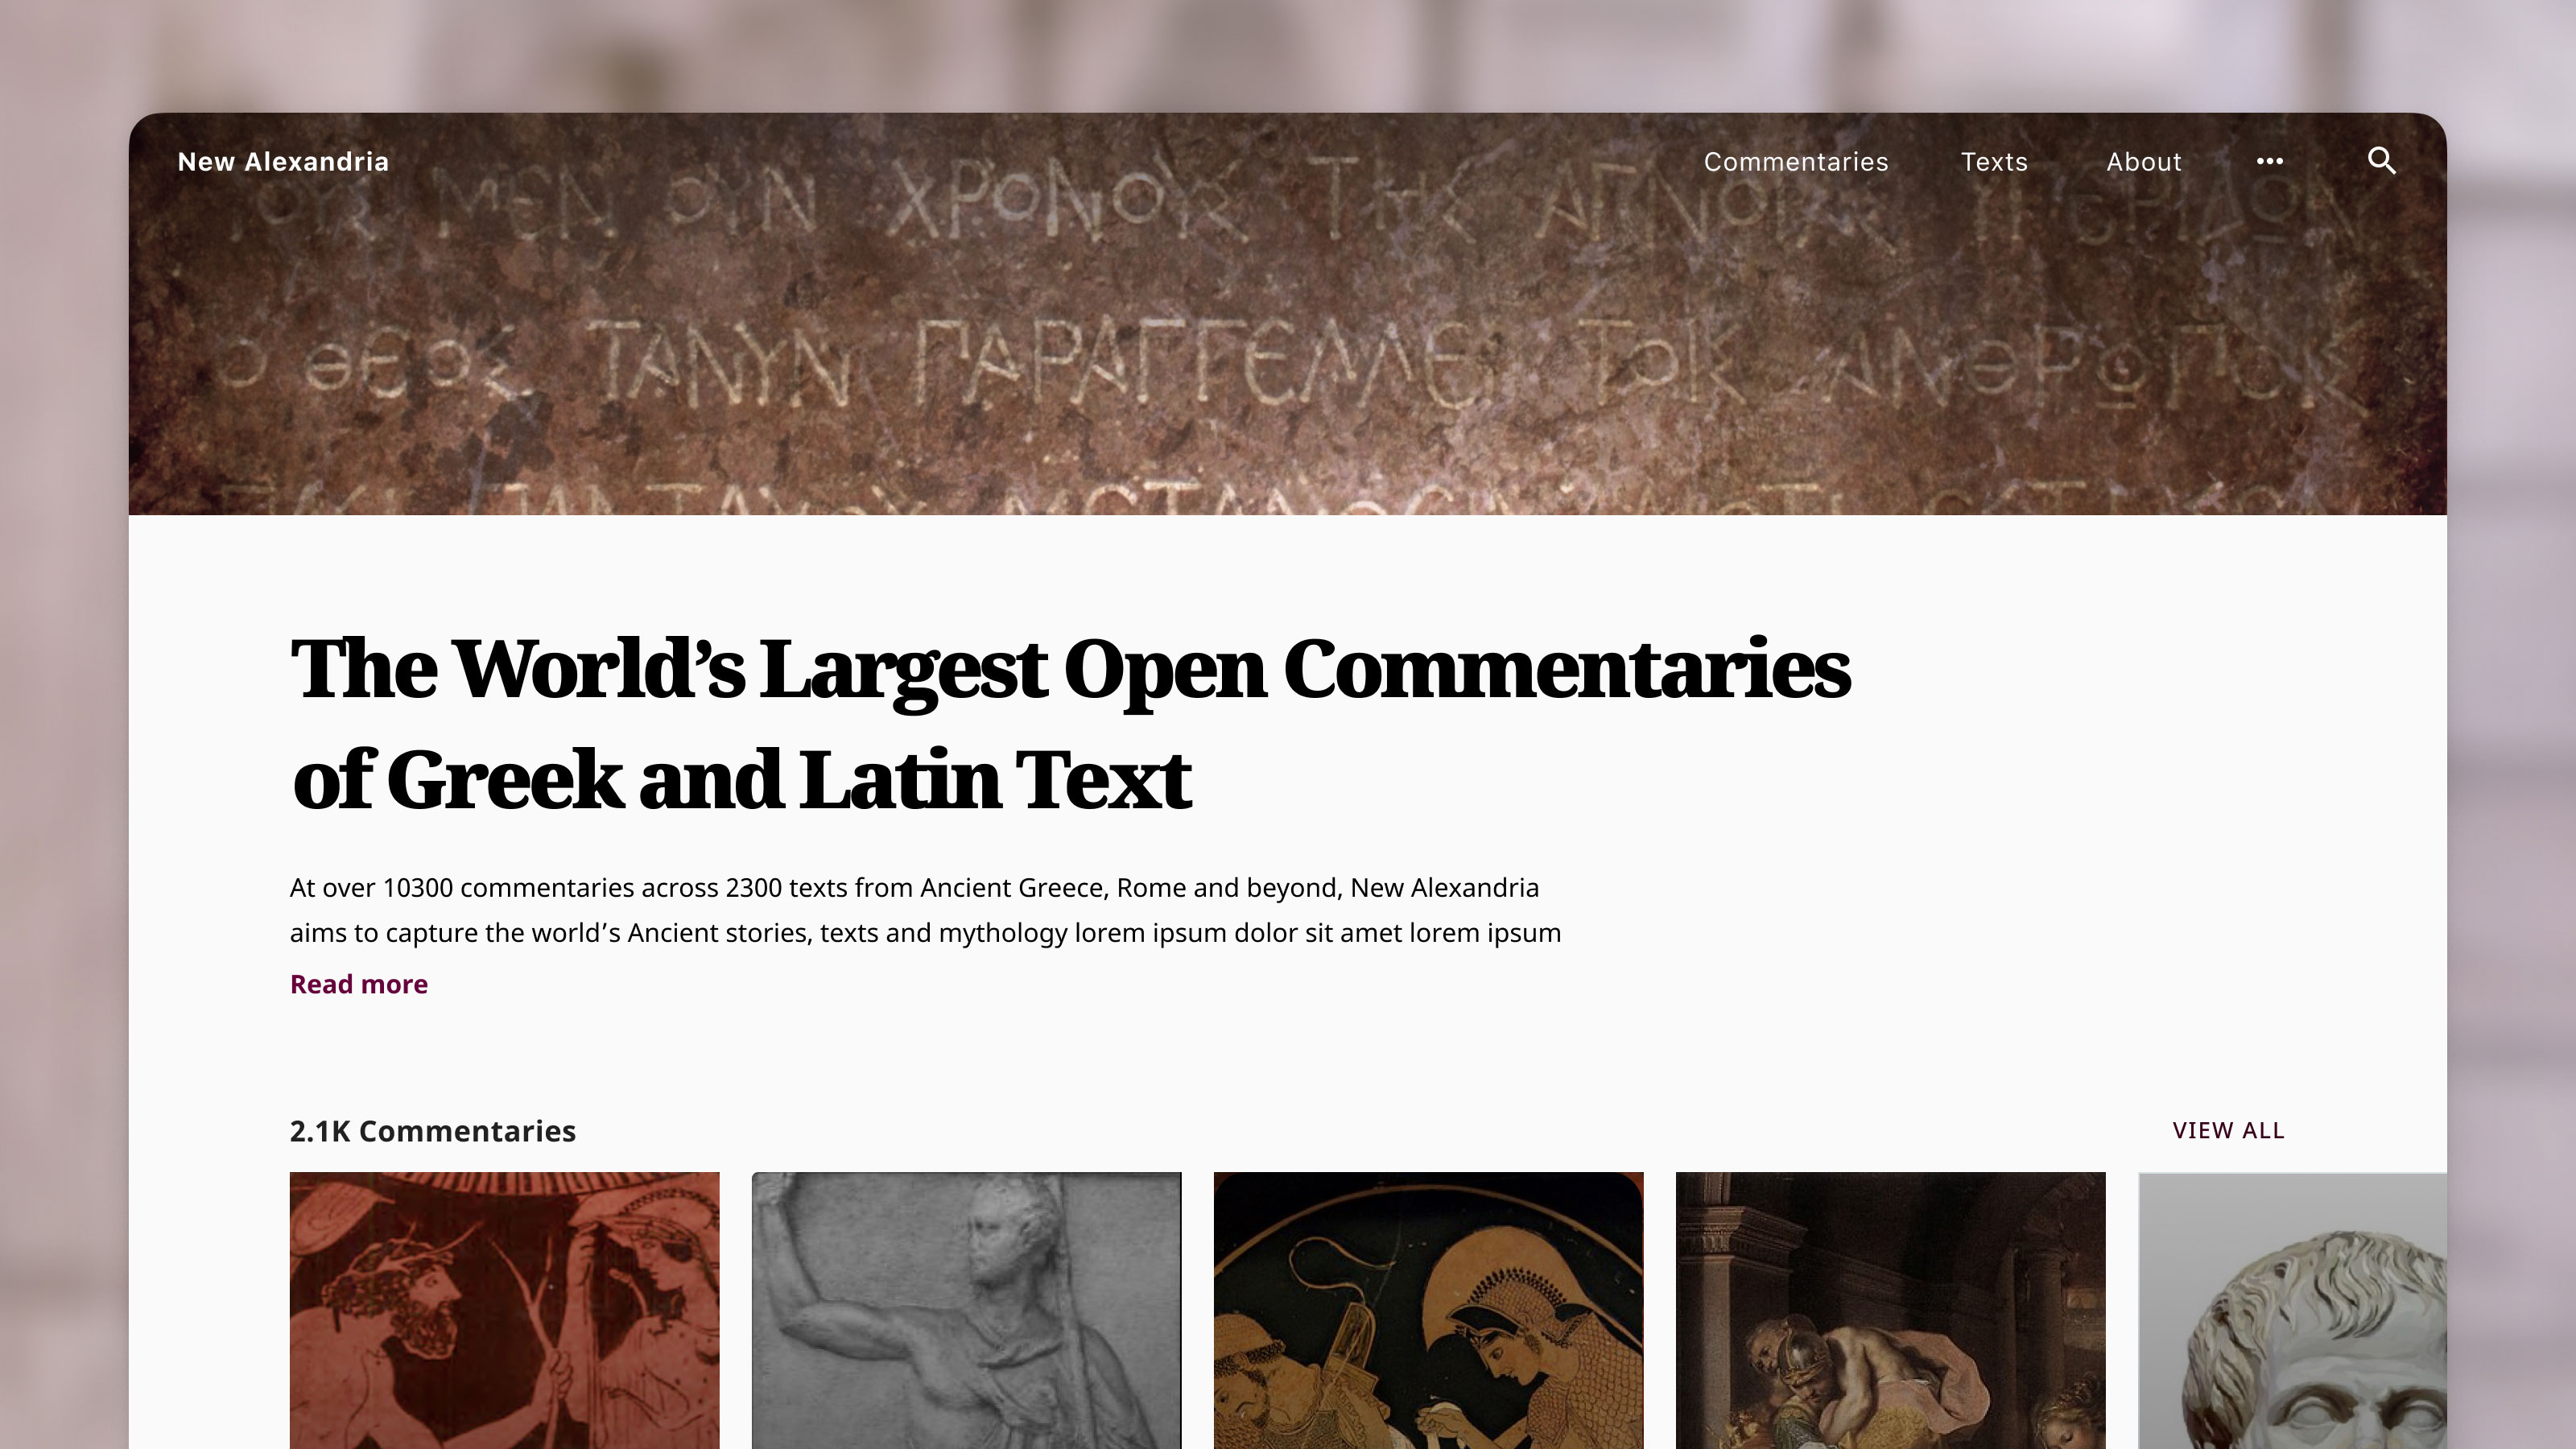 New Alexandria
Commentaries Texts About
ΜΕΝ ΟΥΝ ΧΡΟΝΟΥϹ ΤΗϹ ΑΓΝΟΙΑϹ ΥΠΕΡΙΔΩΝ
Ο ΘΕΟϹ ΤΑΝΥΝ ΠΑΡΑΓΓΕΛΛΕΙ ΤΟΙϹ ΑΝΘΡΩΠΟΙϹ
The World’s Largest Open Commentaries
of Greek and Latin Text
At over 10300 commentaries across 2300 texts from Ancient Greece, Rome and beyond, New Alexandria
aims to capture the world’s Ancient stories, texts and mythology lorem ipsum dolor sit amet lorem ipsum
Read more
2.1K Commentaries
VIEW ALL